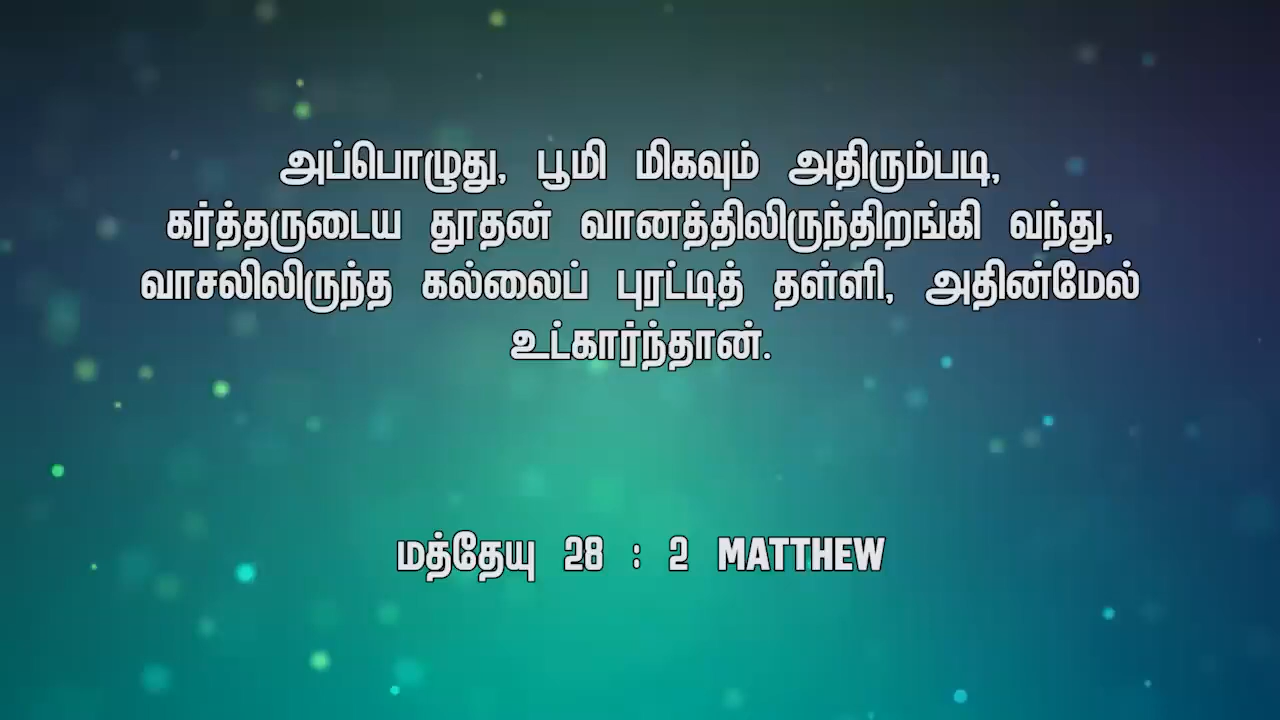 அப்பொழுது, பூமி மிகவும் அதிரும்படி,
கர்த்தருடைய தூதன் வானத்திலிருந்திறங்கி வந்து,
வாசலிலிருந்த கல்லைப் புரட்டித் தள்ளி, அதின்மேல்
உட்கார்ந்தான்.
மத்தேயு 28 : 2 MATTHEW